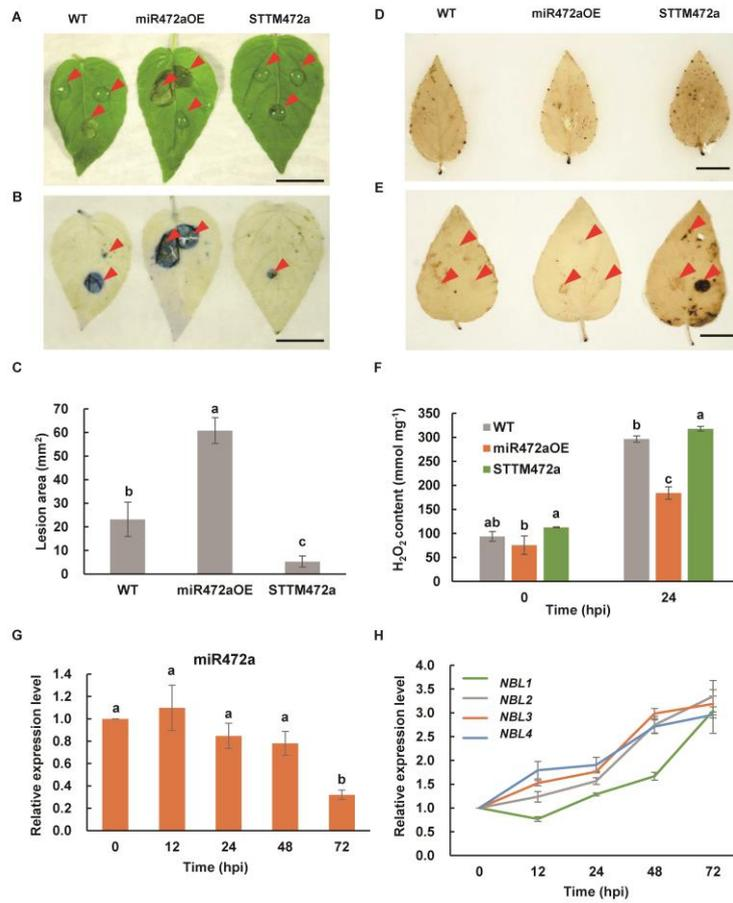 A
WT miR472aOE STTM472a
B
C
Lesion area (mm²)
70
60
50
40
30
20
10
0
b
a
c
WT miR472aOE STTM472a
D
WT miR472aOE STTM472a
E
F
H₂O₂ content (mmol mg⁻¹)
350
300
250
200
150
100
50
0
WT
miR472aOE
STTM472a
ab b a
b c a
0 24
Time (hpi)
G
miR472a
Relative expression level
1.4
1.2
1.0
0.8
0.6
0.4
0.2
0.0
a a a a b
0 12 24 48 72
Time (hpi)
H
Relative expression level
4.0
3.5
3.0
2.5
2.0
1.5
1.0
0.5
0.0
NBL1
NBL2
NBL3
NBL4
0 12 24 48 72
Time (hpi)